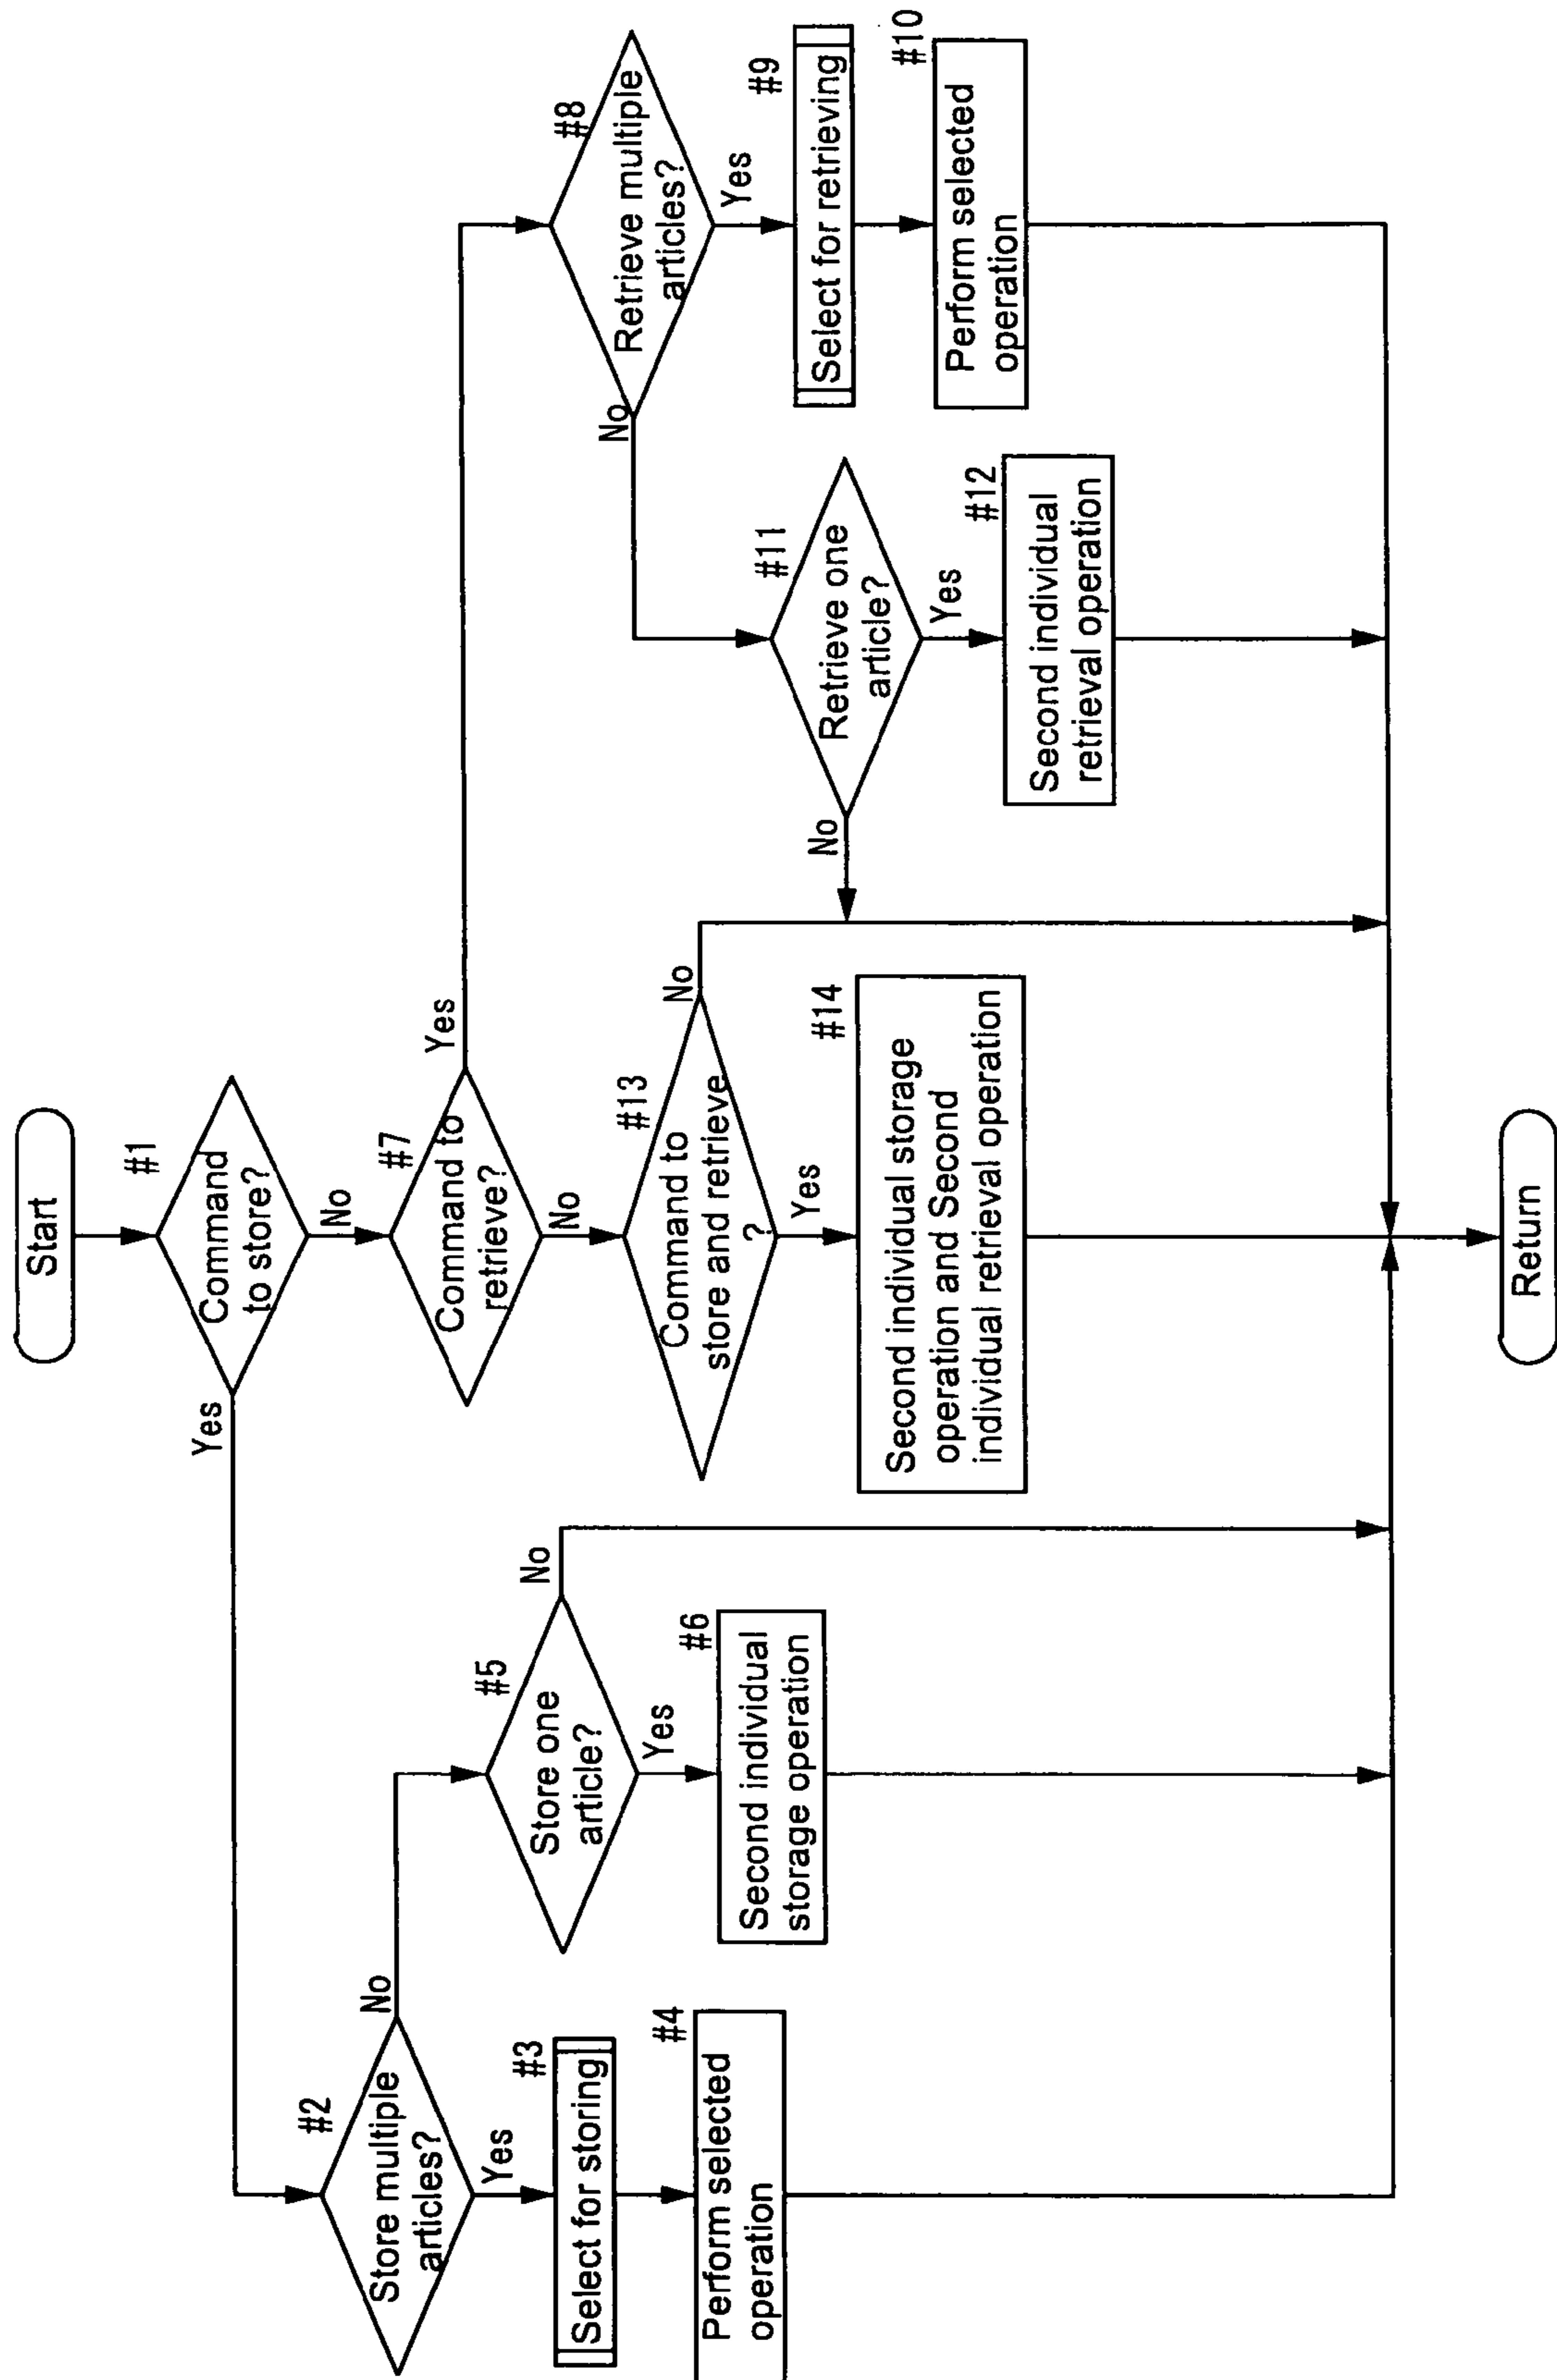 Start
#1
Command
to store?
Yes
No
#2
Store multiple
articles?
No
Yes
#3
Select for storing
#4
Perform selected
operation
#5
Store one
article?
No
Yes
#6
Second individual
storage operation
#7
Command to
retrieve?
Yes
No
#8
Retrieve multiple
articles?
No
Yes
#9
Select for retrieving
#10
Perform selected
operation
#11
Retrieve one
article?
No
Yes
#12
Second individual
retrieval operation
#13
Command to
store and retrieve
?
No
Yes
#14
Second individual storage
operation and Second
individual retrieval operation
Return